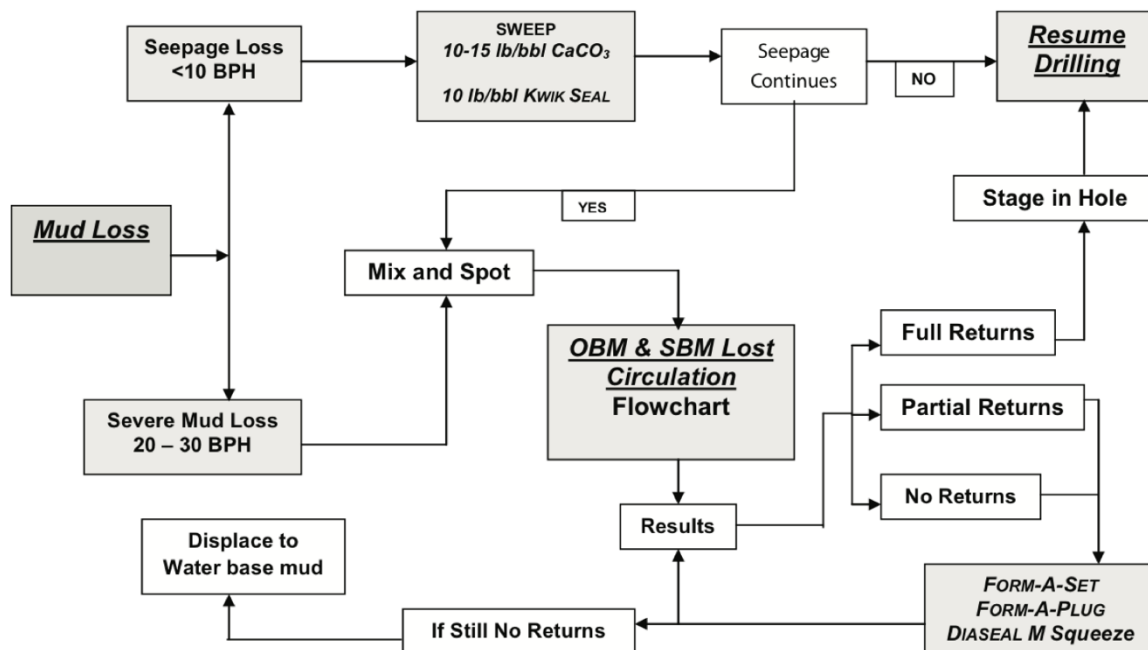 Seepage Loss
<10 BPH
SWEEP
10-15 lb/bbl CaCO₃
10 lb/bbl KWIK SEAL
Seepage
Continues
NO
Resume
Drilling
YES
Stage in Hole
Mud Loss
Mix and Spot
OBM & SBM Lost
Circulation
Flowchart
Full Returns
Partial Returns
No Returns
Severe Mud Loss
20 – 30 BPH
Results
Displace to
Water base mud
If Still No Returns
FORM-A-SET
FORM-A-PLUG
DIASEAL M Squeeze